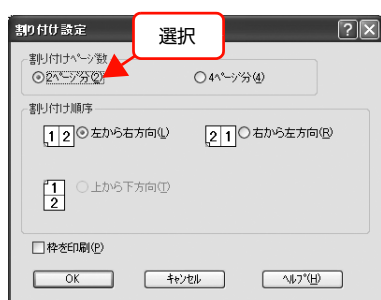 割り付け設定
選択
割り付けページ数
2ページ分(2)
4ページ分(4)
割り付け順序
1 2 左から右方向(L)
2 1 右から左方向(R)
1
2
上から下方向(T)
枠を印刷(P)
OK キャンセル ヘルプ(H)